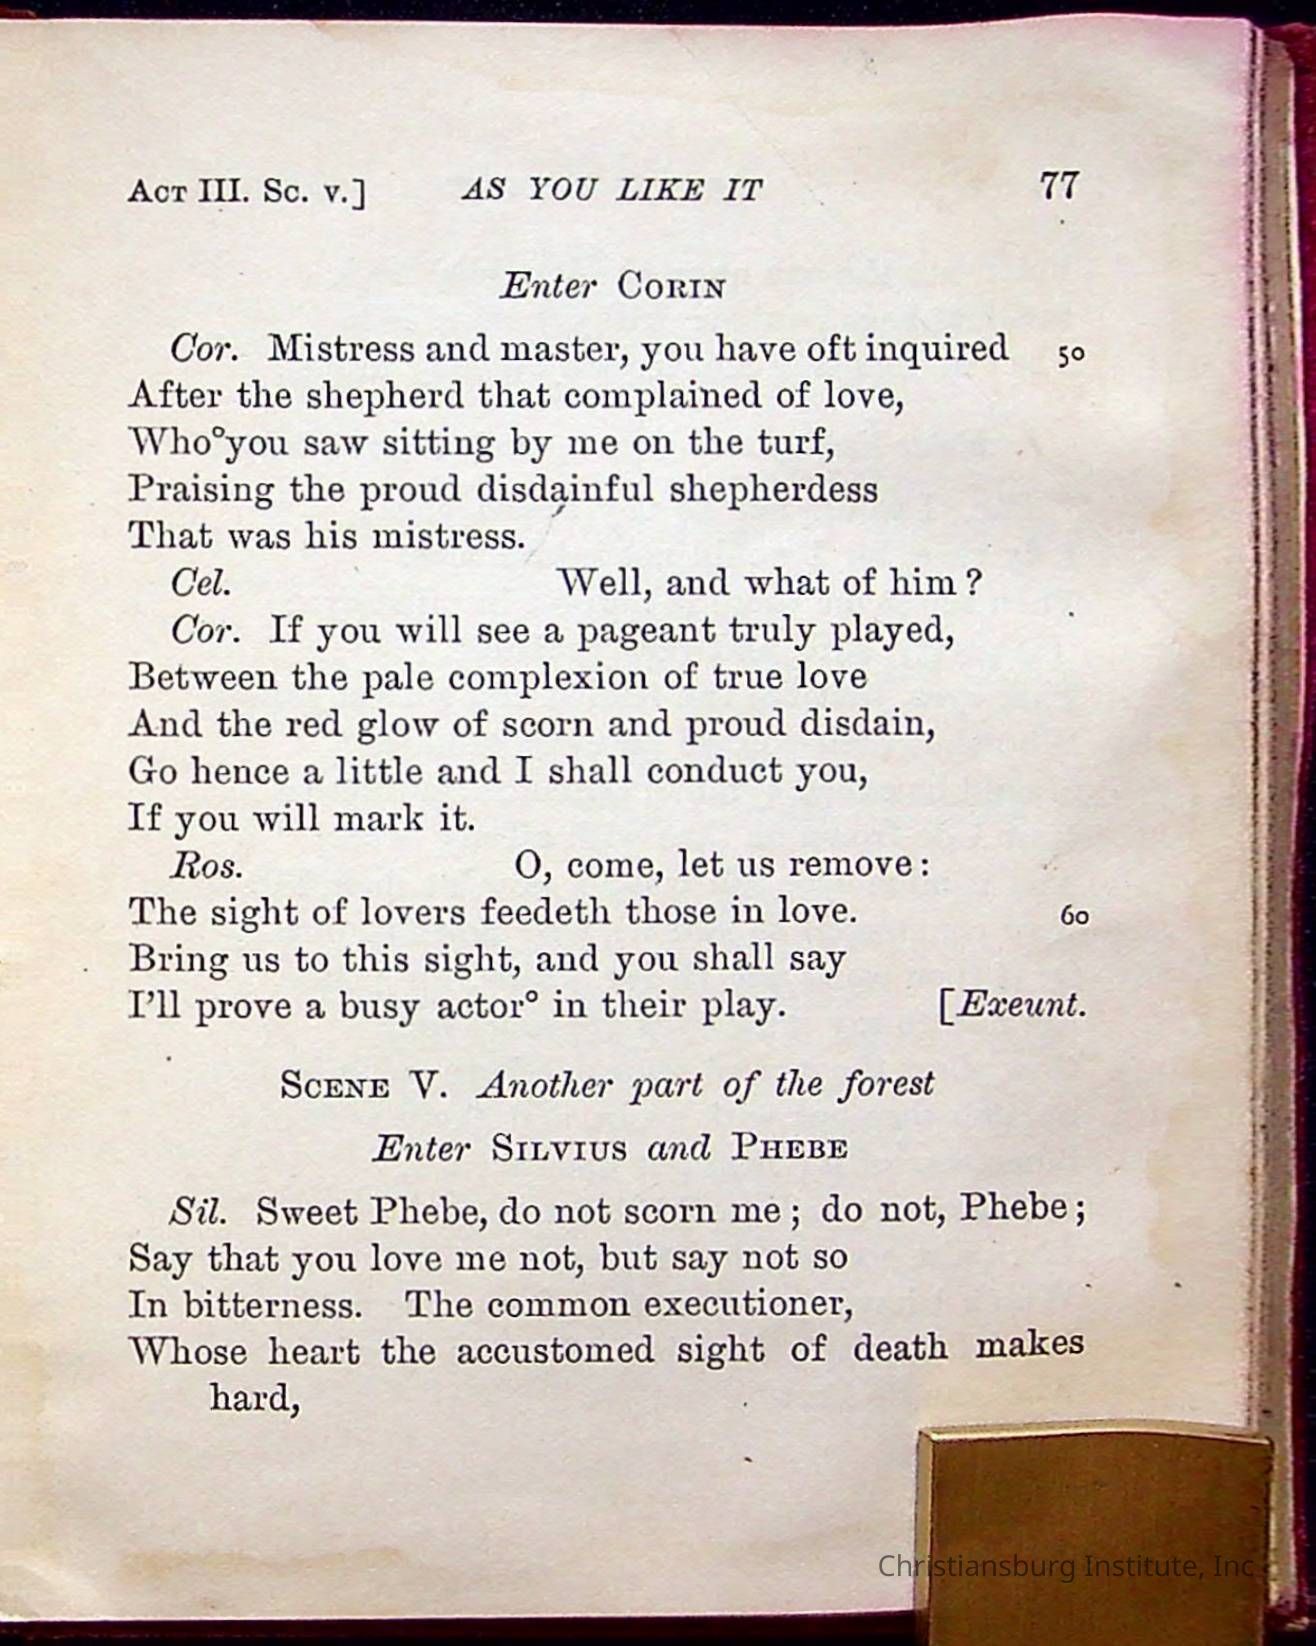 ACT III. Sc. v.] AS YOU LIKE IT 77
Enter CORIN
Cor. Mistress and master, you have oft inquired 50
After the shepherd that complained of love,
Who°you saw sitting by me on the turf,
Praising the proud disdainful shepherdess
That was his mistress.
Cel. Well, and what of him?
Cor. If you will see a pageant truly played,
Between the pale complexion of true love
And the red glow of scorn and proud disdain,
Go hence a little and I shall conduct you,
If you will mark it.
Ros. O, come, let us remove:
The sight of lovers feedeth those in love. 60
Bring us to this sight, and you shall say
I'll prove a busy actor° in their play. [Exeunt.
SCENE V. Another part of the forest
Enter SILVIUS and PHEBE
Sil. Sweet Phebe, do not scorn me; do not, Phebe;
Say that you love me not, but say not so
In bitterness. The common executioner,
Whose heart the accustomed sight of death makes
hard,
Christiansburg Institute, Inc